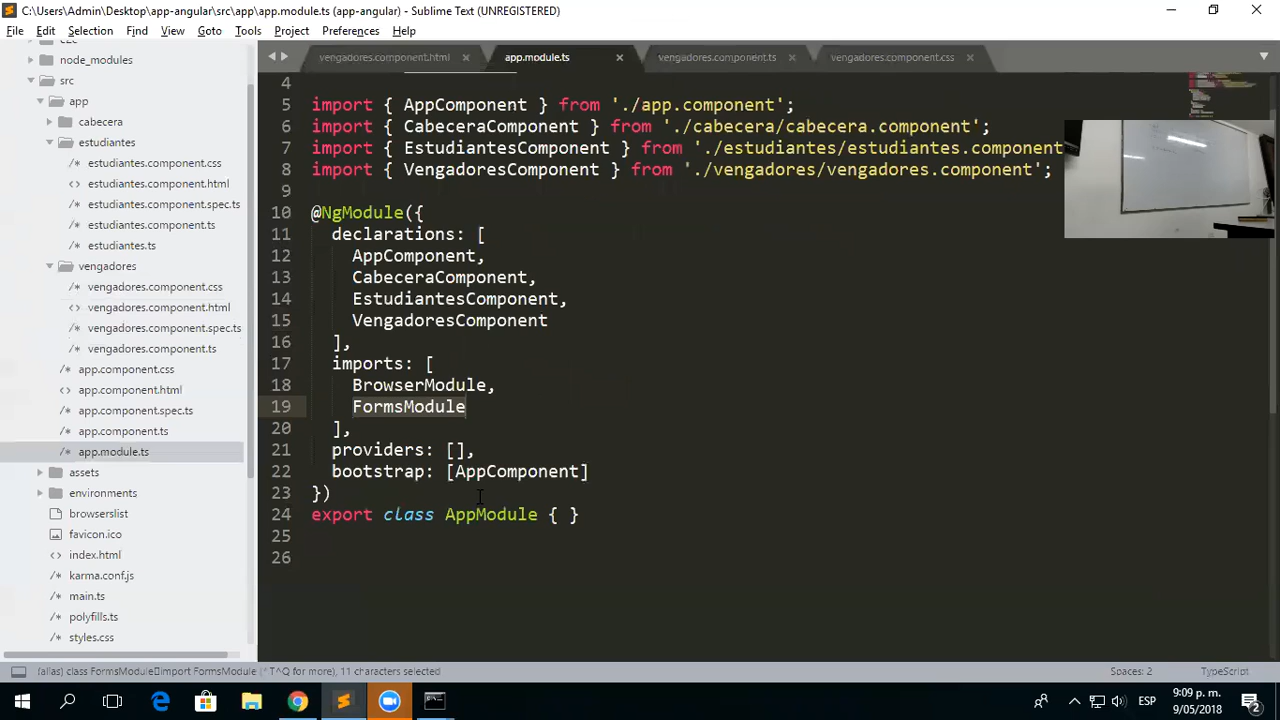 C:\Users\Admin\Desktop\app-angular\src\app\app.module.ts (app-angular) - Sublime Text (UNREGISTERED)
File Edit Selection Find View Goto Tools Project Preferences Help
vengadores.component.html × app.module.ts × vengadores.component.ts × vengadores.component.css ×
node_modules
src
app
cabecera
estudiantes
estudiantes.component.css
estudiantes.component.html
estudiantes.component.spec.ts
estudiantes.component.ts
estudiantes.ts
vengadores
vengadores.component.css
vengadores.component.html
vengadores.component.spec.ts
vengadores.component.ts
app.component.css
app.component.html
app.component.spec.ts
app.component.ts
app.module.ts
assets
environments
browserslist
favicon.ico
index.html
karma.conf.js
main.ts
polyfills.ts
styles.css
4
5 import { AppComponent } from './app.component';
6 import { CabeceraComponent } from './cabecera/cabecera.component';
7 import { EstudiantesComponent } from './estudiantes/estudiantes.component
8 import { VengadoresComponent } from './vengadores/vengadores.component';
9
10 @NgModule({
11 declarations: [
12 AppComponent,
13 CabeceraComponent,
14 EstudiantesComponent,
15 VengadoresComponent
16 ],
17 imports: [
18 BrowserModule,
19 FormsModule
20 ],
21 providers: [],
22 bootstrap: [AppComponent]
23 })
24 export class AppModule { }
25
26
(alias) class FormsModule▯import FormsModule (^T^Q for more), 11 characters selected Spaces: 2 TypeScript
ESP 9:09 p. m.
9/05/2018 2